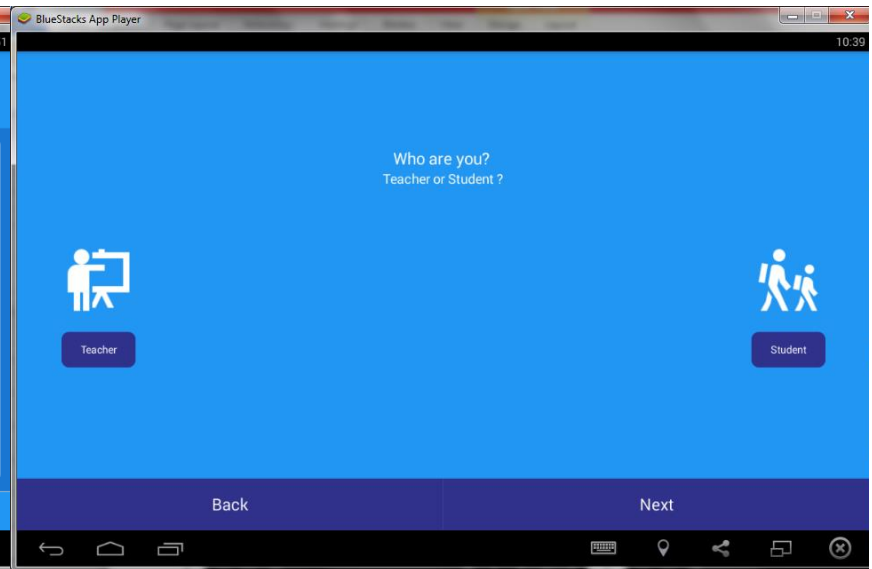 BlueStacks App Player
10:39
Who are you?
Teacher or Student ?
Teacher
Student
Back
Next